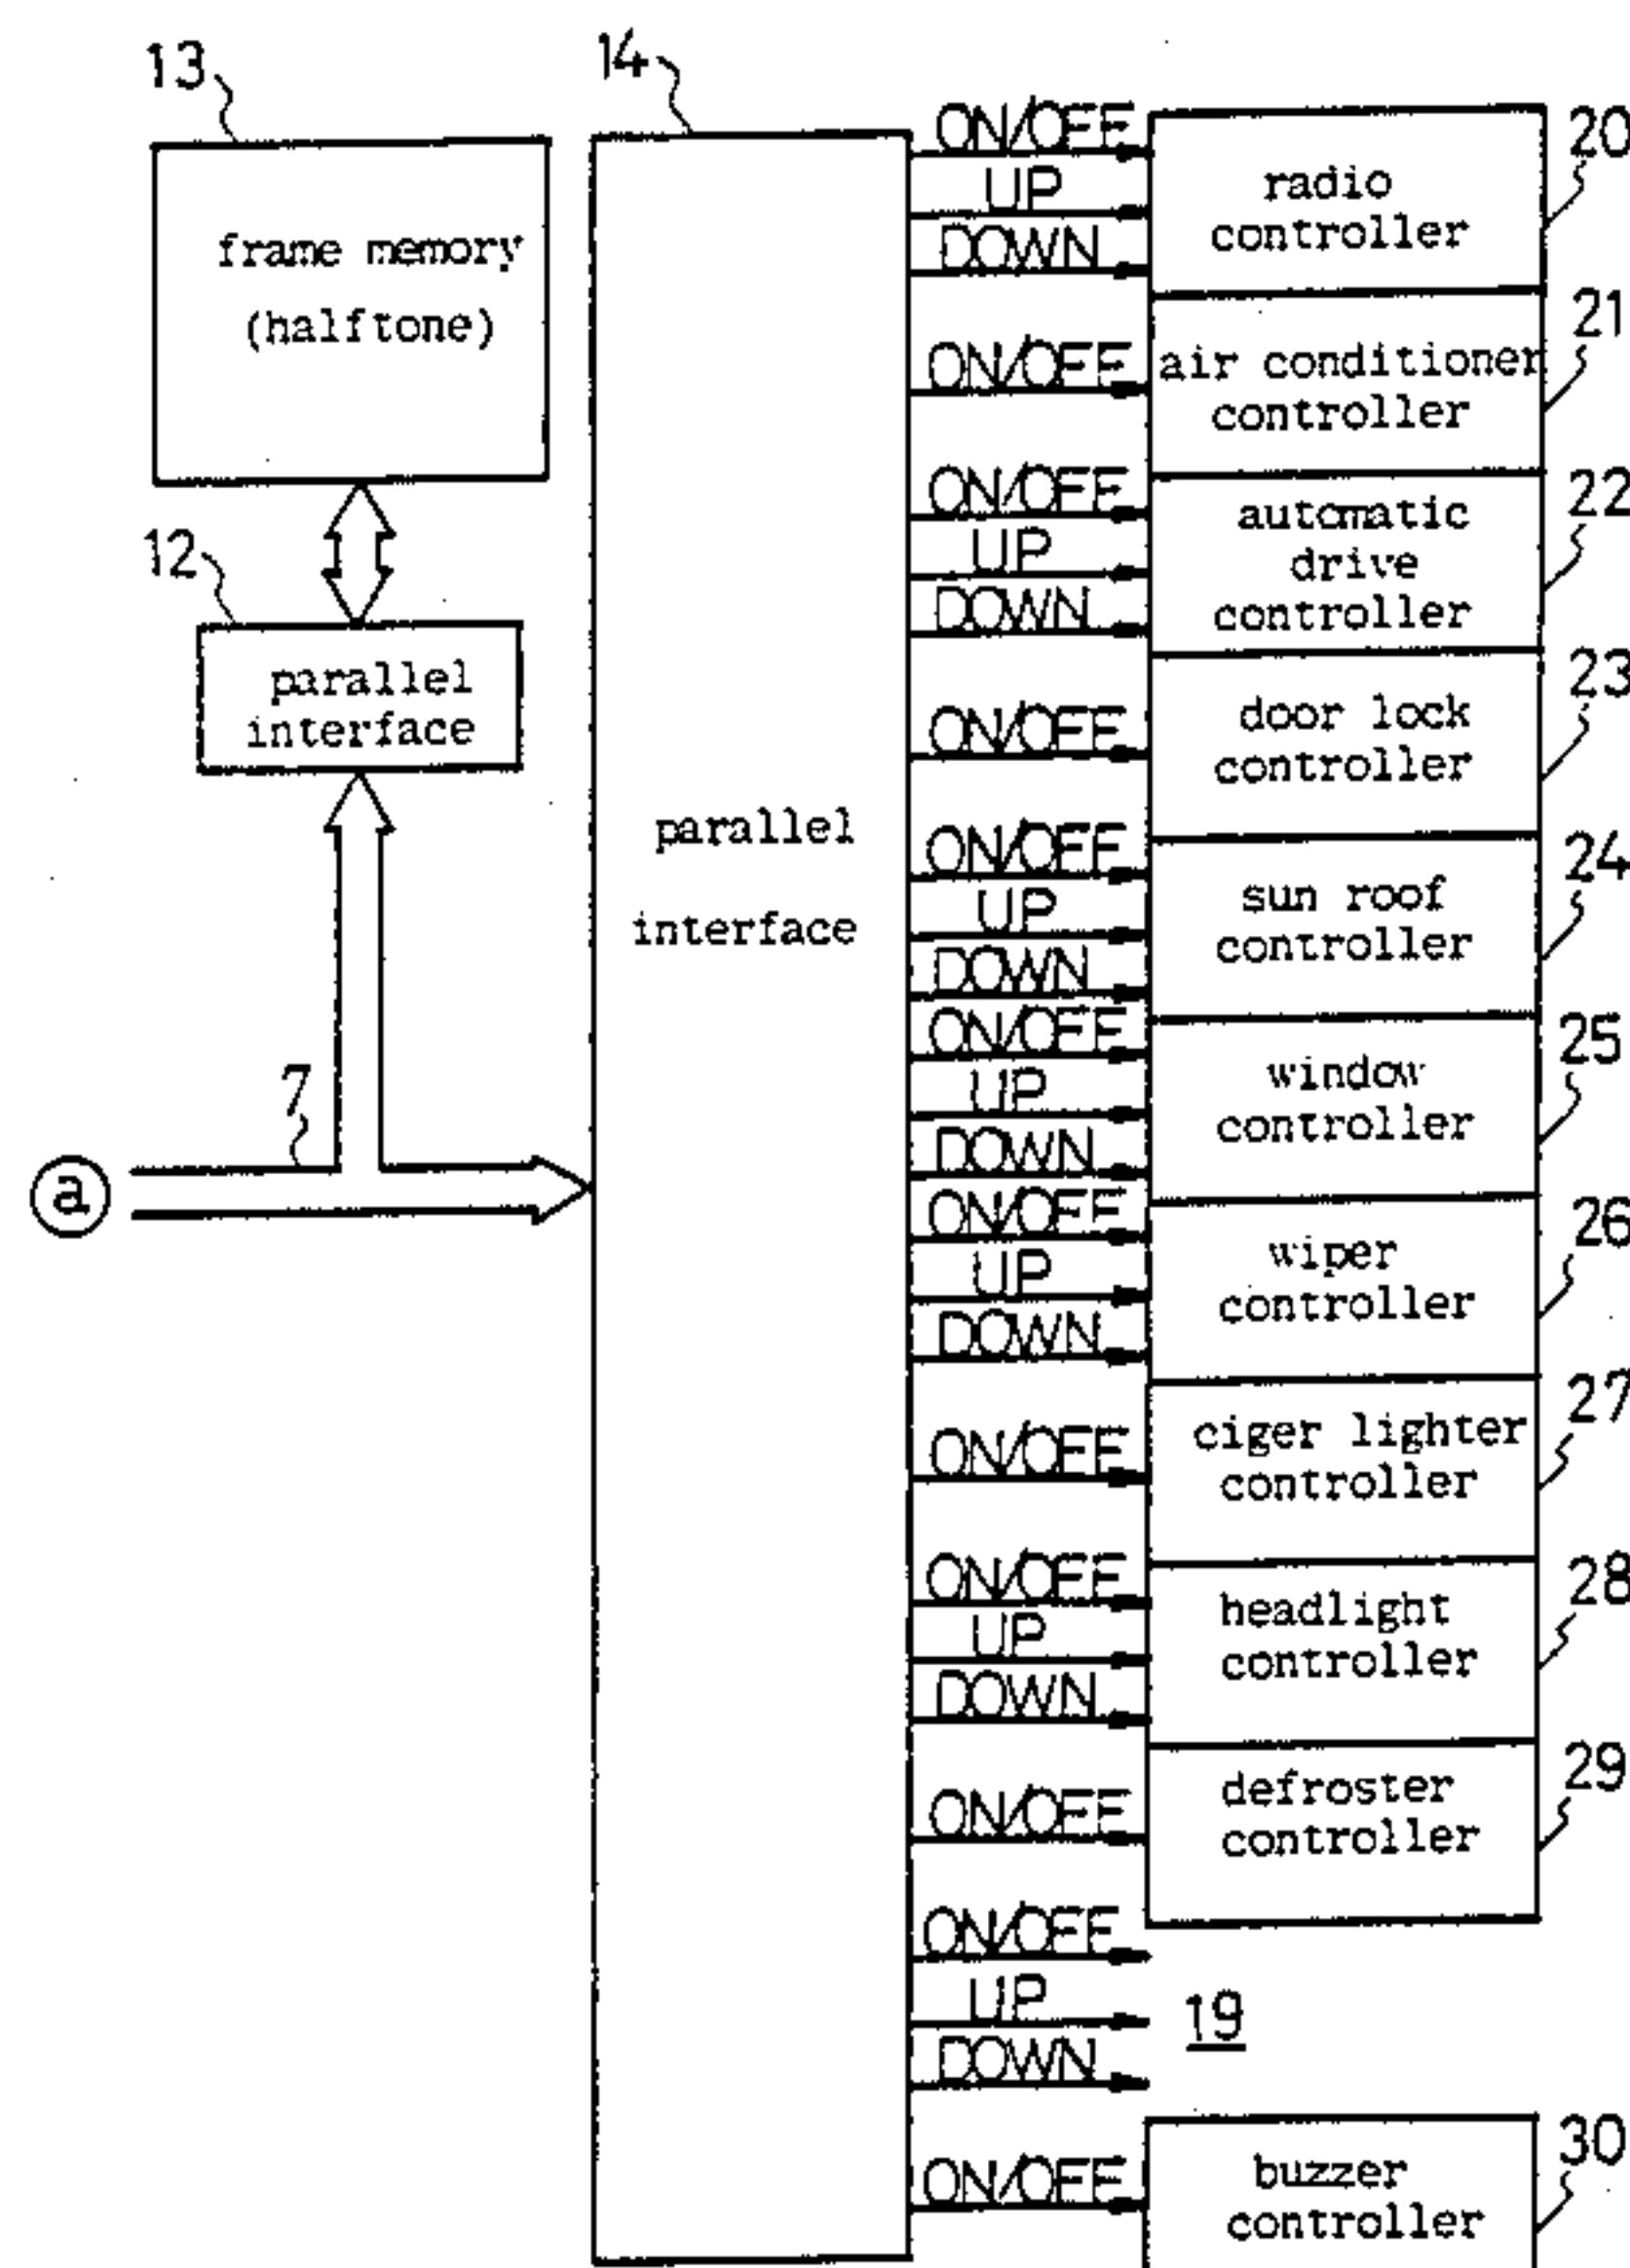 13
frame memory
(halftone)
12
parallel
interface
7
a
14
parallel
interface
ON/OFF
UP
DOWN
radio
controller
20
ON/OFF
air conditioner
controller
21
ON/OFF
UP
DOWN
automatic
drive
controller
22
ON/OFF
door lock
controller
23
ON/OFF
UP
DOWN
sun roof
controller
24
ON/OFF
UP
DOWN
window
controller
25
ON/OFF
UP
DOWN
wiper
controller
26
ON/OFF
ciger lighter
controller
27
ON/OFF
UP
DOWN
headlight
controller
28
ON/OFF
defroster
controller
29
ON/OFF
UP
DOWN
19
ON/OFF
buzzer
controller
30